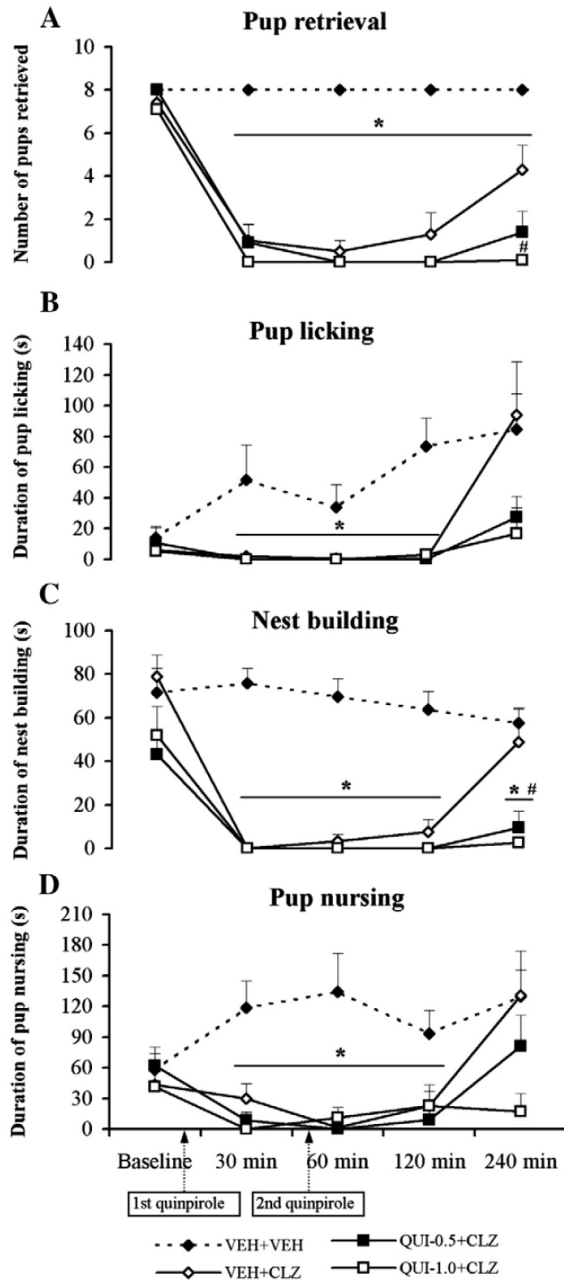 A
Pup retrieval
Number of pups retrieved
10
8
6
4
2
0
*
#
B
Pup licking
Duration of pup licking (s)
140
120
100
80
60
40
20
0
*
C
Nest building
Duration of nest building (s)
100
80
60
40
20
0
*
* #
D
Pup nursing
Duration of pup nursing (s)
210
180
150
120
90
60
30
0
*
Baseline 30 min 60 min 120 min 240 min
1st quinpirole 2nd quinpirole
VEH+VEH QUI-0.5+CLZ
VEH+CLZ QUI-1.0+CLZ